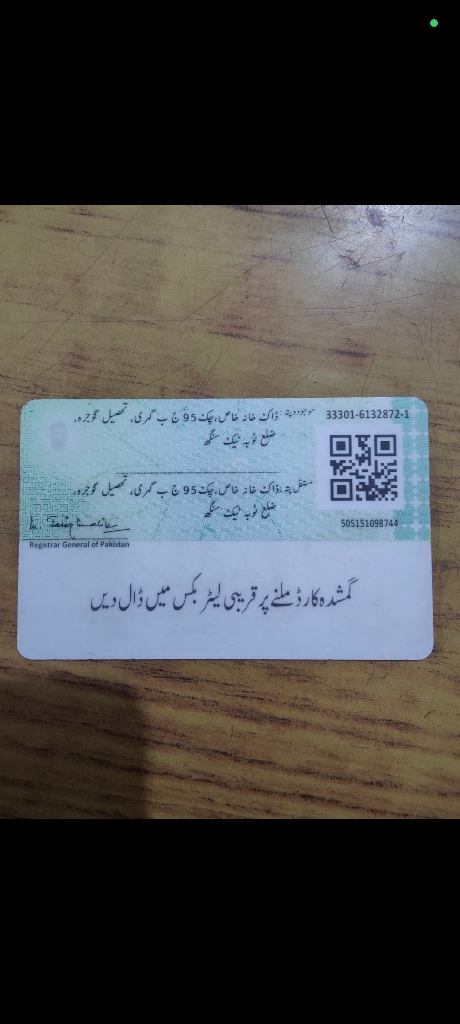 33301-6132872-1
موجودہ پتہ: ڈاک خانہ خاص، چک 95 ج ب گہری، تحصیل گوجرہ،
ضلع ٹوبہ ٹیک سنگھ
مستقل پتہ: ڈاک خانہ خاص، چک 95 ج ب گہری، تحصیل گوجرہ،
ضلع ٹوبہ ٹیک سنگھ
505151098744
Registrar General of Pakistan
گمشدہ کارڈ ملنے پر قریبی لیٹر بکس میں ڈال دیں